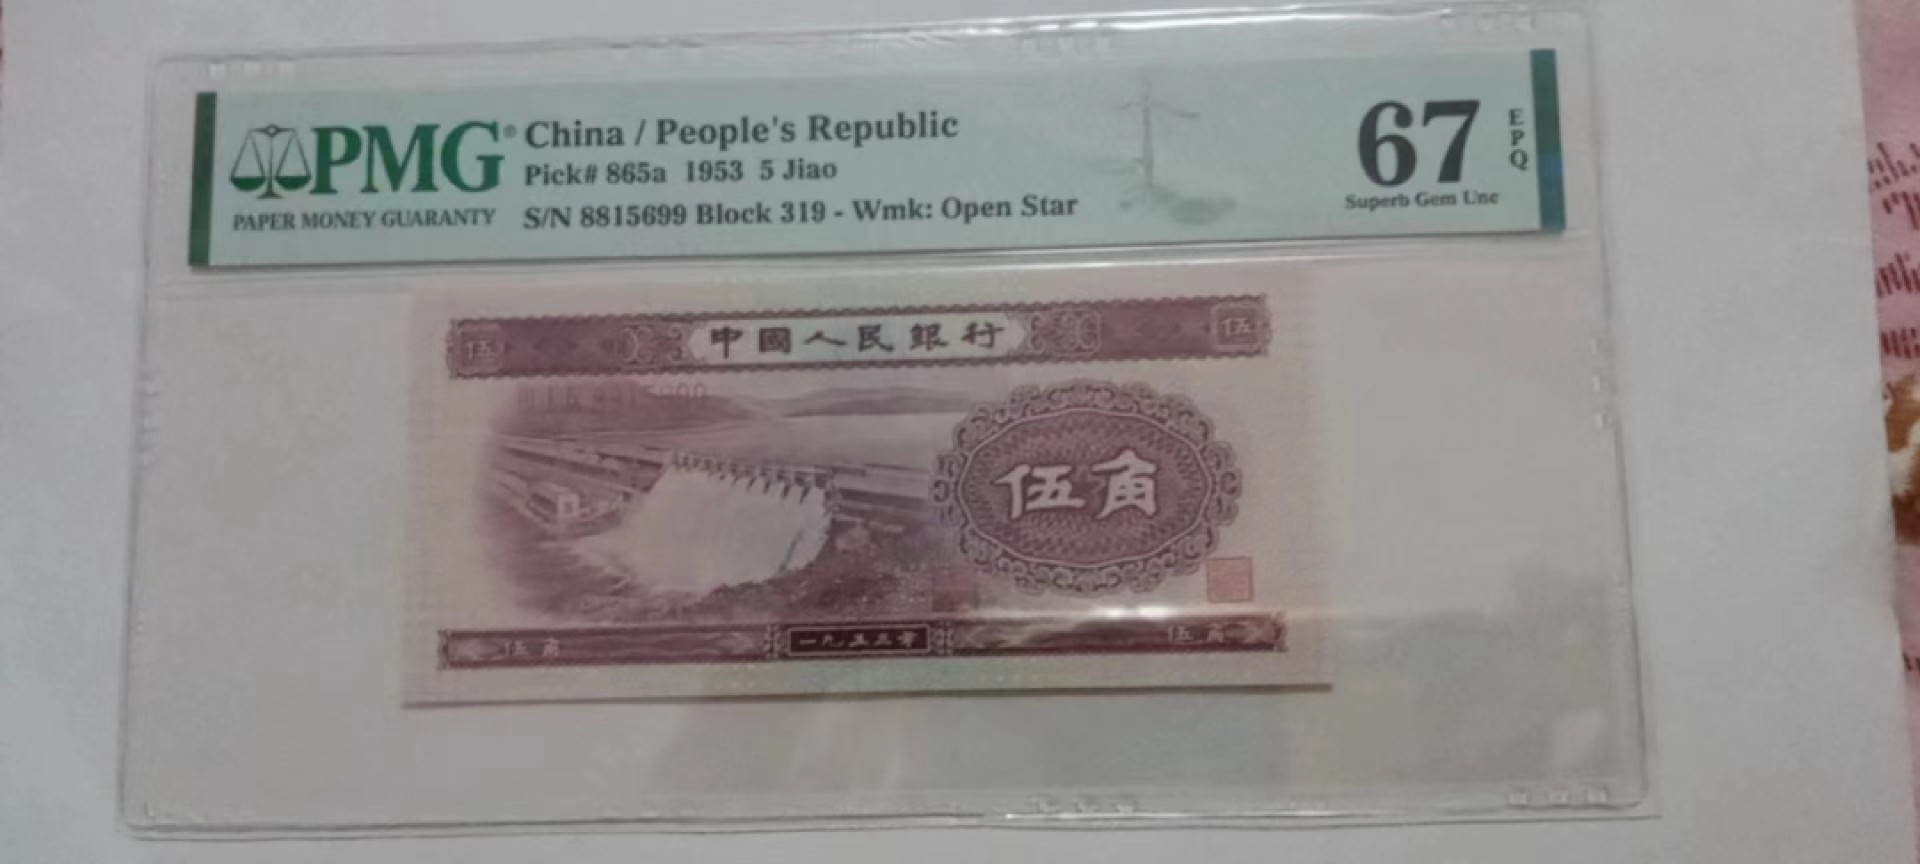 PMG®
PAPER MONEY GUARANTY
China / People's Republic
Pick# 865a 1953 5 Jiao
S/N 8815699 Block 319 - Wmk: Open Star
67
EPQ
Superb Gem Unc
伍 中國人民銀行 伍
伍角
伍角 一九五三年 伍角